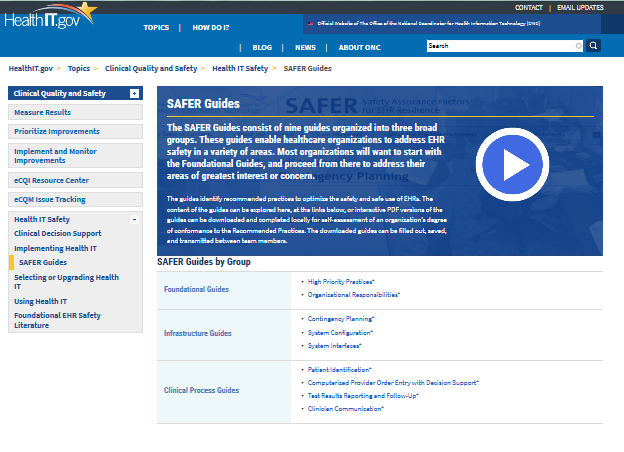 HealthIT.gov
CONTACT | EMAIL UPDATES
TOPICS | HOW DO I?
Official Website of The Office of the National Coordinator for Health Information Technology (ONC)
| BLOG | NEWS | ABOUT ONC
Search
HealthIT.gov > Topics > Clinical Quality and Safety > Health IT Safety > SAFER Guides
Clinical Quality and Safety
Measure Results
Prioritize Improvements
Implement and Monitor
Improvements
eCQI Resource Center
eCQM Issue Tracking
Health IT Safety
Clinical Decision Support
Implementing Health IT
SAFER Guides
Selecting or Upgrading Health
IT
Using Health IT
Foundational EHR Safety
Literature
SAFER Guides
SAFER Safety Assurance Factors
for EHR Resilience
The SAFER Guides consist of nine guides organized into three broad
groups. These guides enable healthcare organizations to address EHR
safety in a variety of areas. Most organizations will want to start with
the Foundational Guides, and proceed from there to address their
areas of greatest interest or concern.
Planning
The guides identify recommended practices to optimize the safety and safe use of EHRs. The
content of the guides can be explored here, at the links below, or interactive PDF versions of the
guides can be downloaded and completed locally for self-assessment of an organization's degree
of conformance to the Recommended Practices. The downloaded guides can be filled out, saved,
and transmitted between team members.
SAFER Guides by Group
Foundational Guides
• High Priority Practices*
• Organizational Responsibilities*
Infrastructure Guides
• Contingency Planning*
• System Configuration*
• System Interfaces*
Clinical Process Guides
• Patient Identification*
• Computerized Provider Order Entry with Decision Support*
• Test Results Reporting and Follow-Up*
• Clinician Communication*